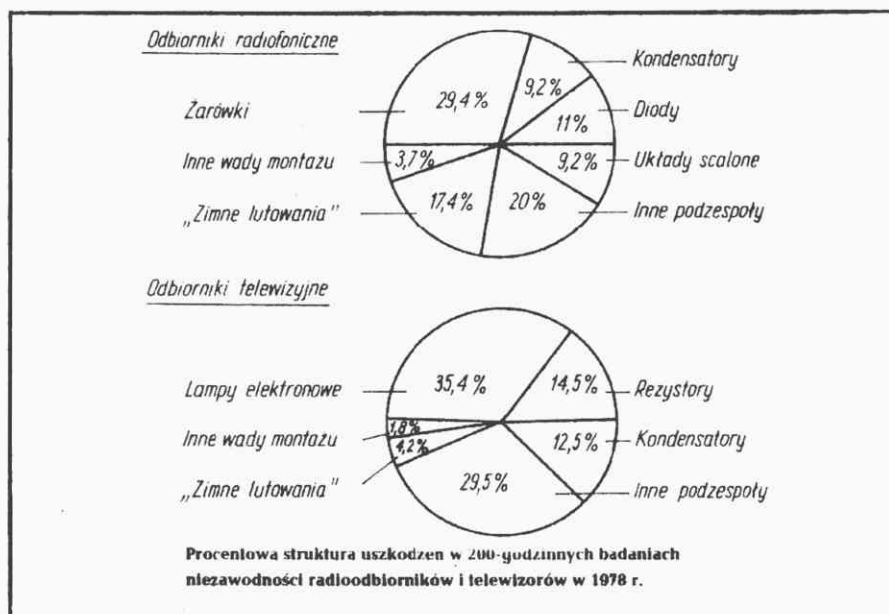 Odbiorniki radiofoniczne
Kondensatory
9,2%
29,4%
Żarówki
Diody
11%
Inne wady montażu
3,7%
9,2%
Układy scalone
"Zimne lutowania"
17,4%
20%
Inne podzespoły
Odbiorniki telewizyjne
Lampy elektronowe
35,4%
14,5%
Rezystory
Inne wady montażu
1,8%
12,5%
Kondensatory
4,2%
"Zimne lutowania"
29,5%
Inne podzespoły
Procentowa struktura uszkodzeń w 200-godzinnych badaniach
niezawodności radioodbiorników i telewizorów w 1978 r.